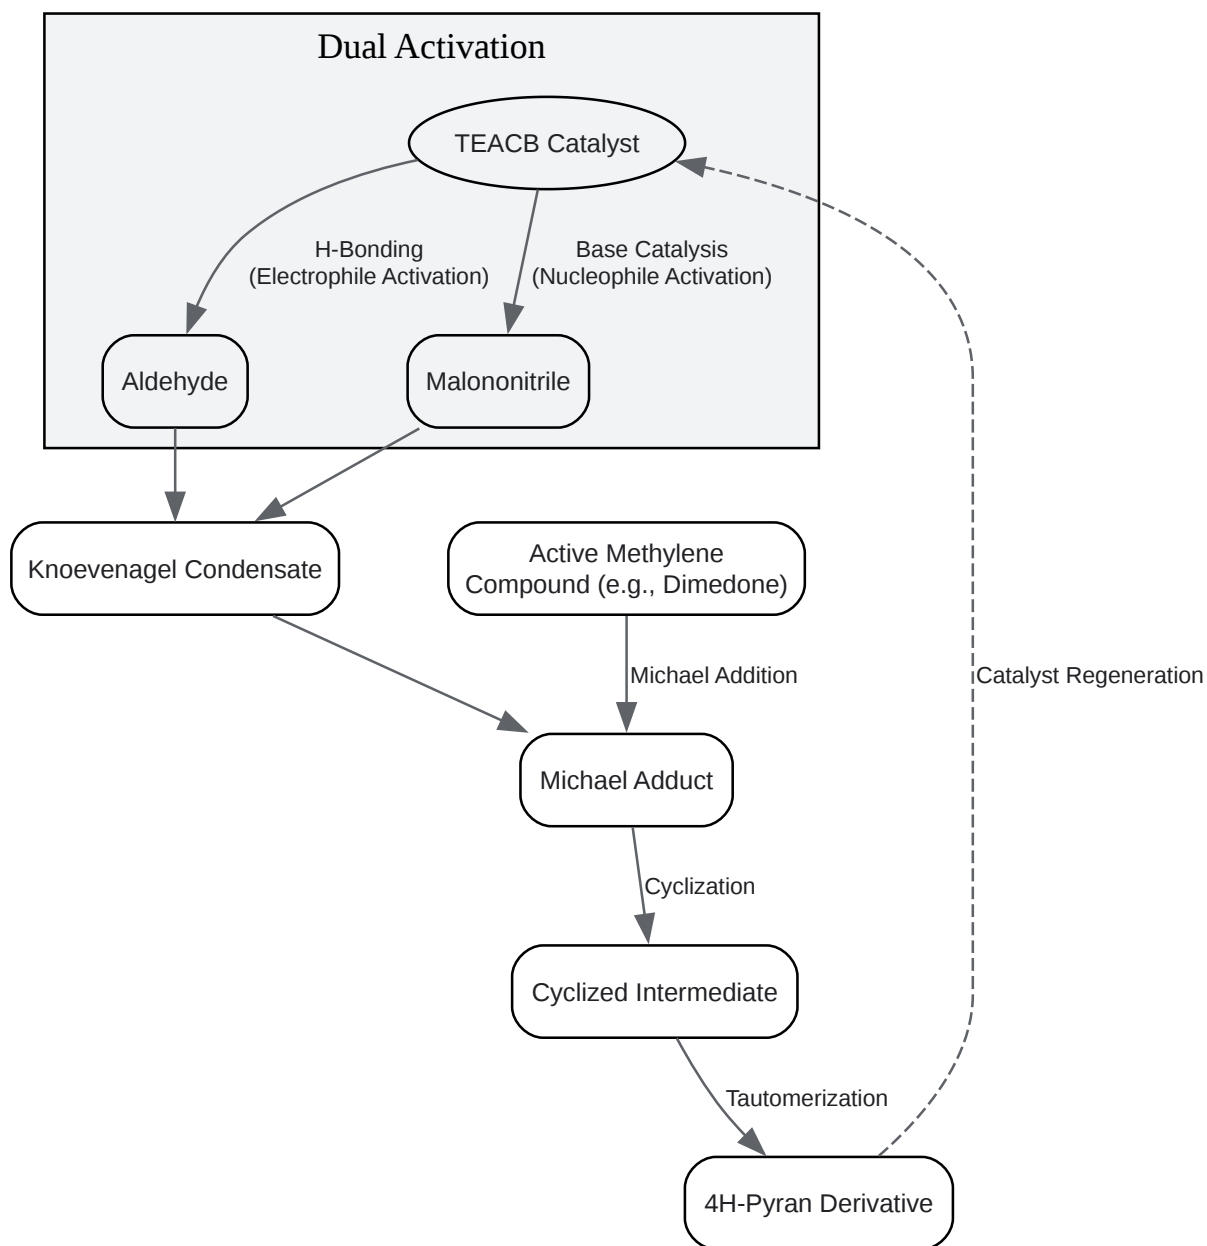 Dual Activation
TEACB Catalyst
H-Bonding
(Electrophile Activation)
Base Catalysis
(Nucleophile Activation)
Aldehyde
Malononitrile
Knoevenagel Condensate
Active Methylene
Compound (e.g., Dimedone)
Michael Addition
Catalyst Regeneration
Michael Adduct
Cyclization
Cyclized Intermediate
Tautomerization
4H-Pyran Derivative